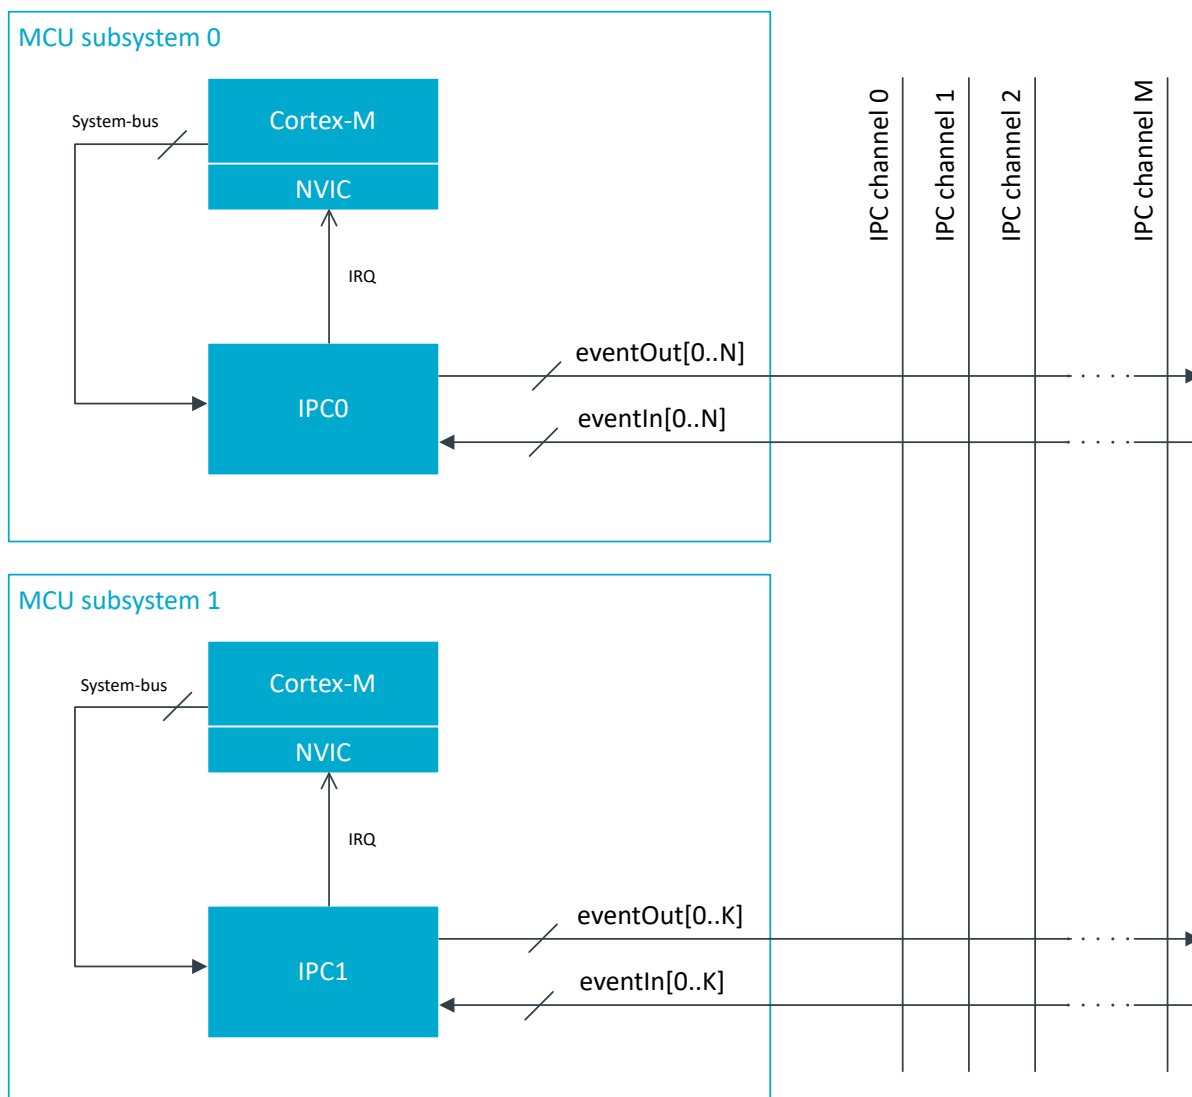 MCU subsystem 0
System-bus
Cortex-M
NVIC
IRQ
IPC0
eventOut[0..N]
eventIn[0..N]
IPC channel 0
IPC channel 1
IPC channel 2
IPC channel M
MCU subsystem 1
System-bus
Cortex-M
NVIC
IRQ
IPC1
eventOut[0..K]
eventIn[0..K]